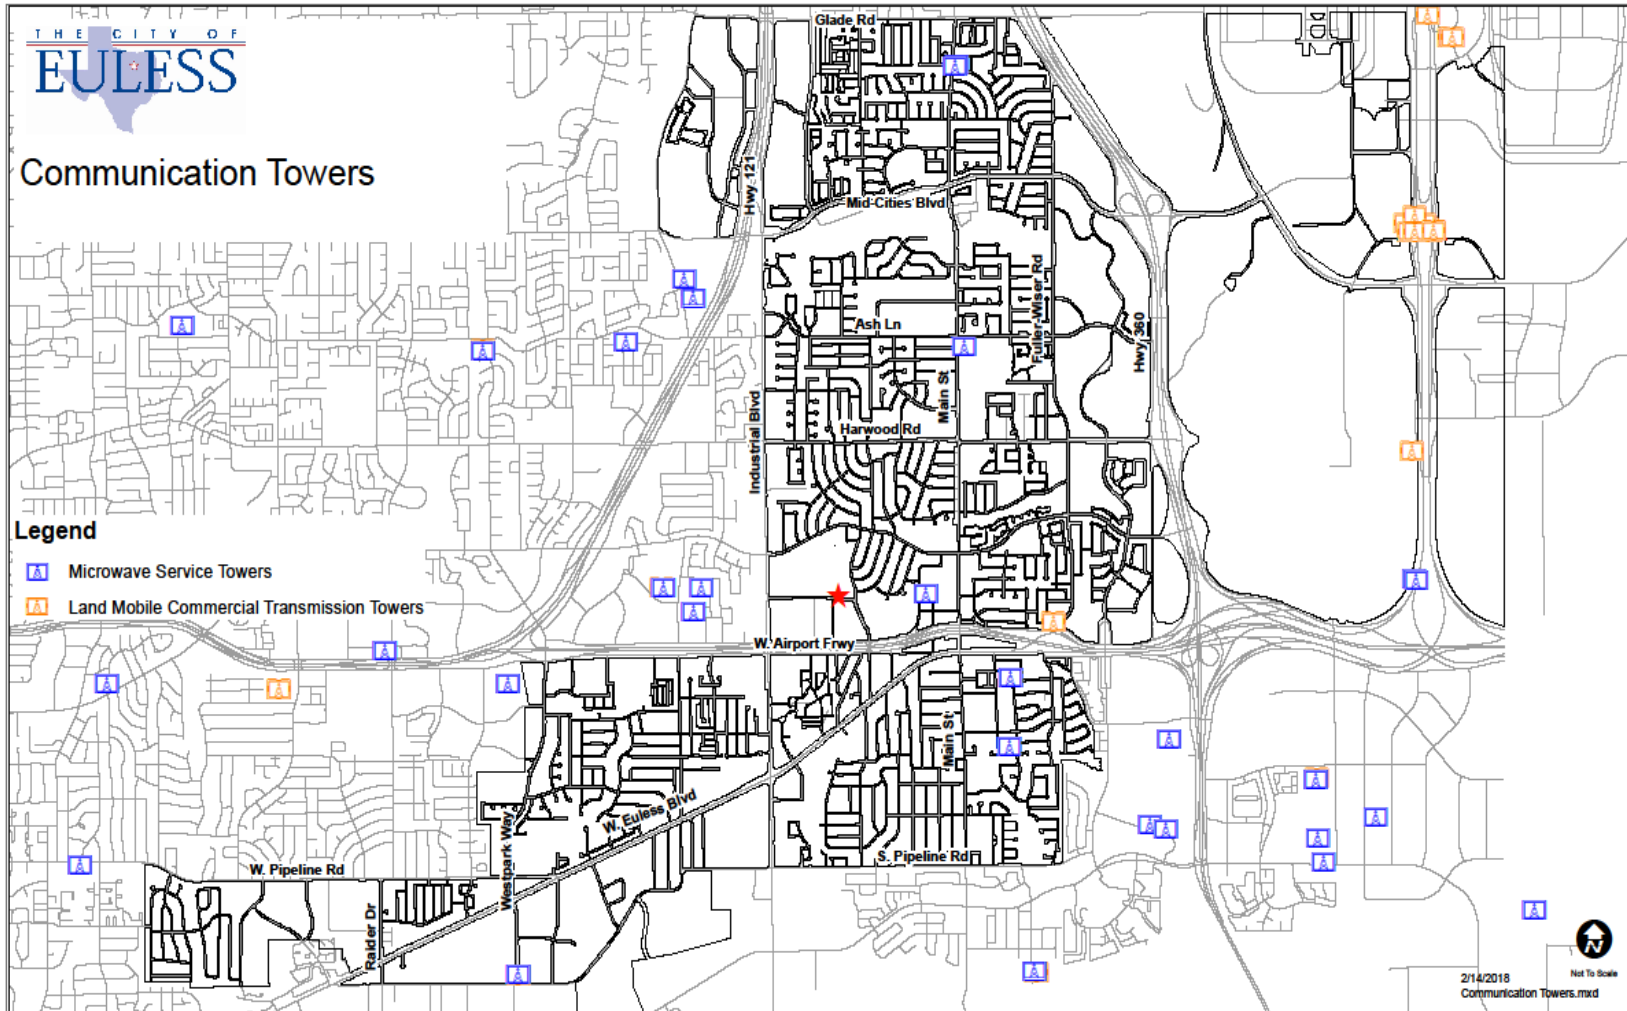 THE CITY OF
EULESS
Communication Towers
Glade Rd
Hwy 121
Mid-Cities Blvd
Fuller-Wiser Rd
Ash Ln
Hwy 360
Main St
Industrial Blvd
Harwood Rd
Legend
Microwave Service Towers
Land Mobile Commercial Transmission Towers
W. Airport Frwy
Main St
W. Euless Blvd
Westpark Way
S. Pipeline Rd
W. Pipeline Rd
Raider Dr
N
Not To Scale
2/14/2018
Communication Towers.mxd